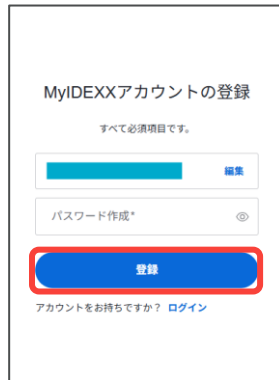 MyIDEXXアカウントの登録
すべて必須項目です。
編集
パスワード作成*
登録
アカウントをお持ちですか？ ログイン